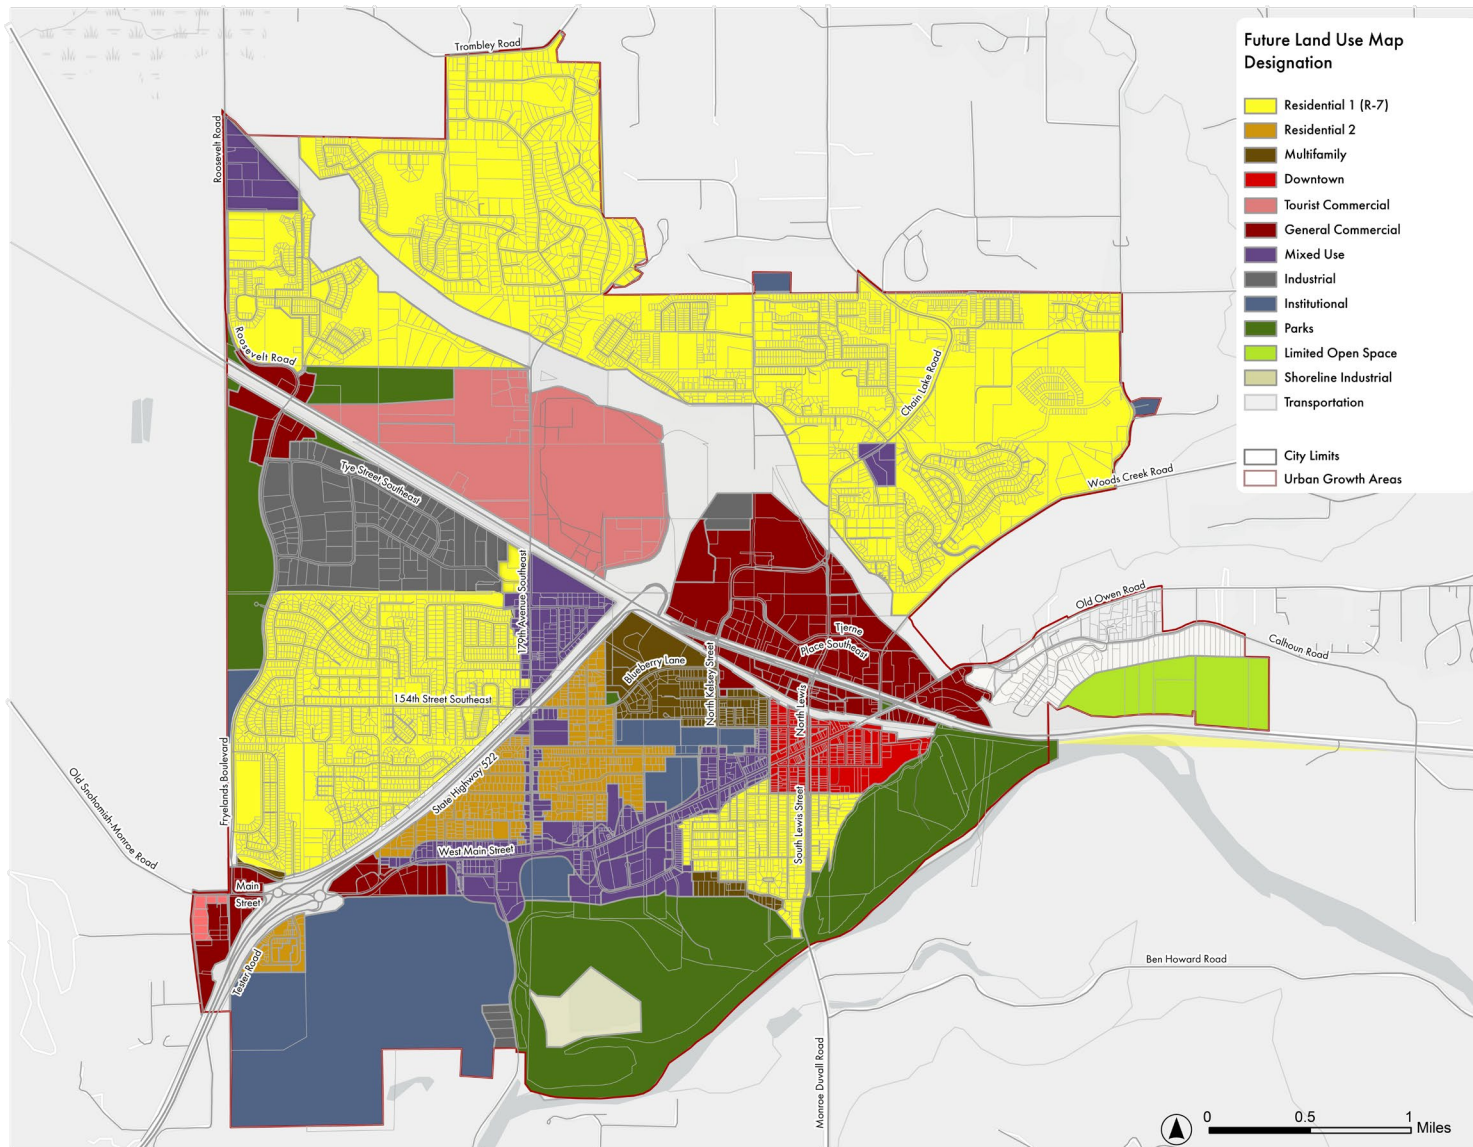 Future Land Use Map
Designation
Residential 1 (R-7)
Residential 2
Multifamily
Downtown
Tourist Commercial
General Commercial
Mixed Use
Industrial
Institutional
Parks
Limited Open Space
Shoreline Industrial
Transportation
City Limits
Urban Growth Areas
Trombley Road
Roosevelt Road
Roosevelt Road
Chain Lake Road
Woods Creek Road
Tye Street Southeast
179th Avenue Southeast
Old Owen Road
Calhoun Road
Tjerne
Place Southeast
Blueberry Lane
North Kelsey Street
North Lewis
154th Street Southeast
State Highway 522
Fryelands Boulevard
Old Snohomish-Monroe Road
West Main Street
South Lewis Street
Main
Street
Tester Road
Ben Howard Road
Monroe Duvall Road
0 0.5 1
Miles